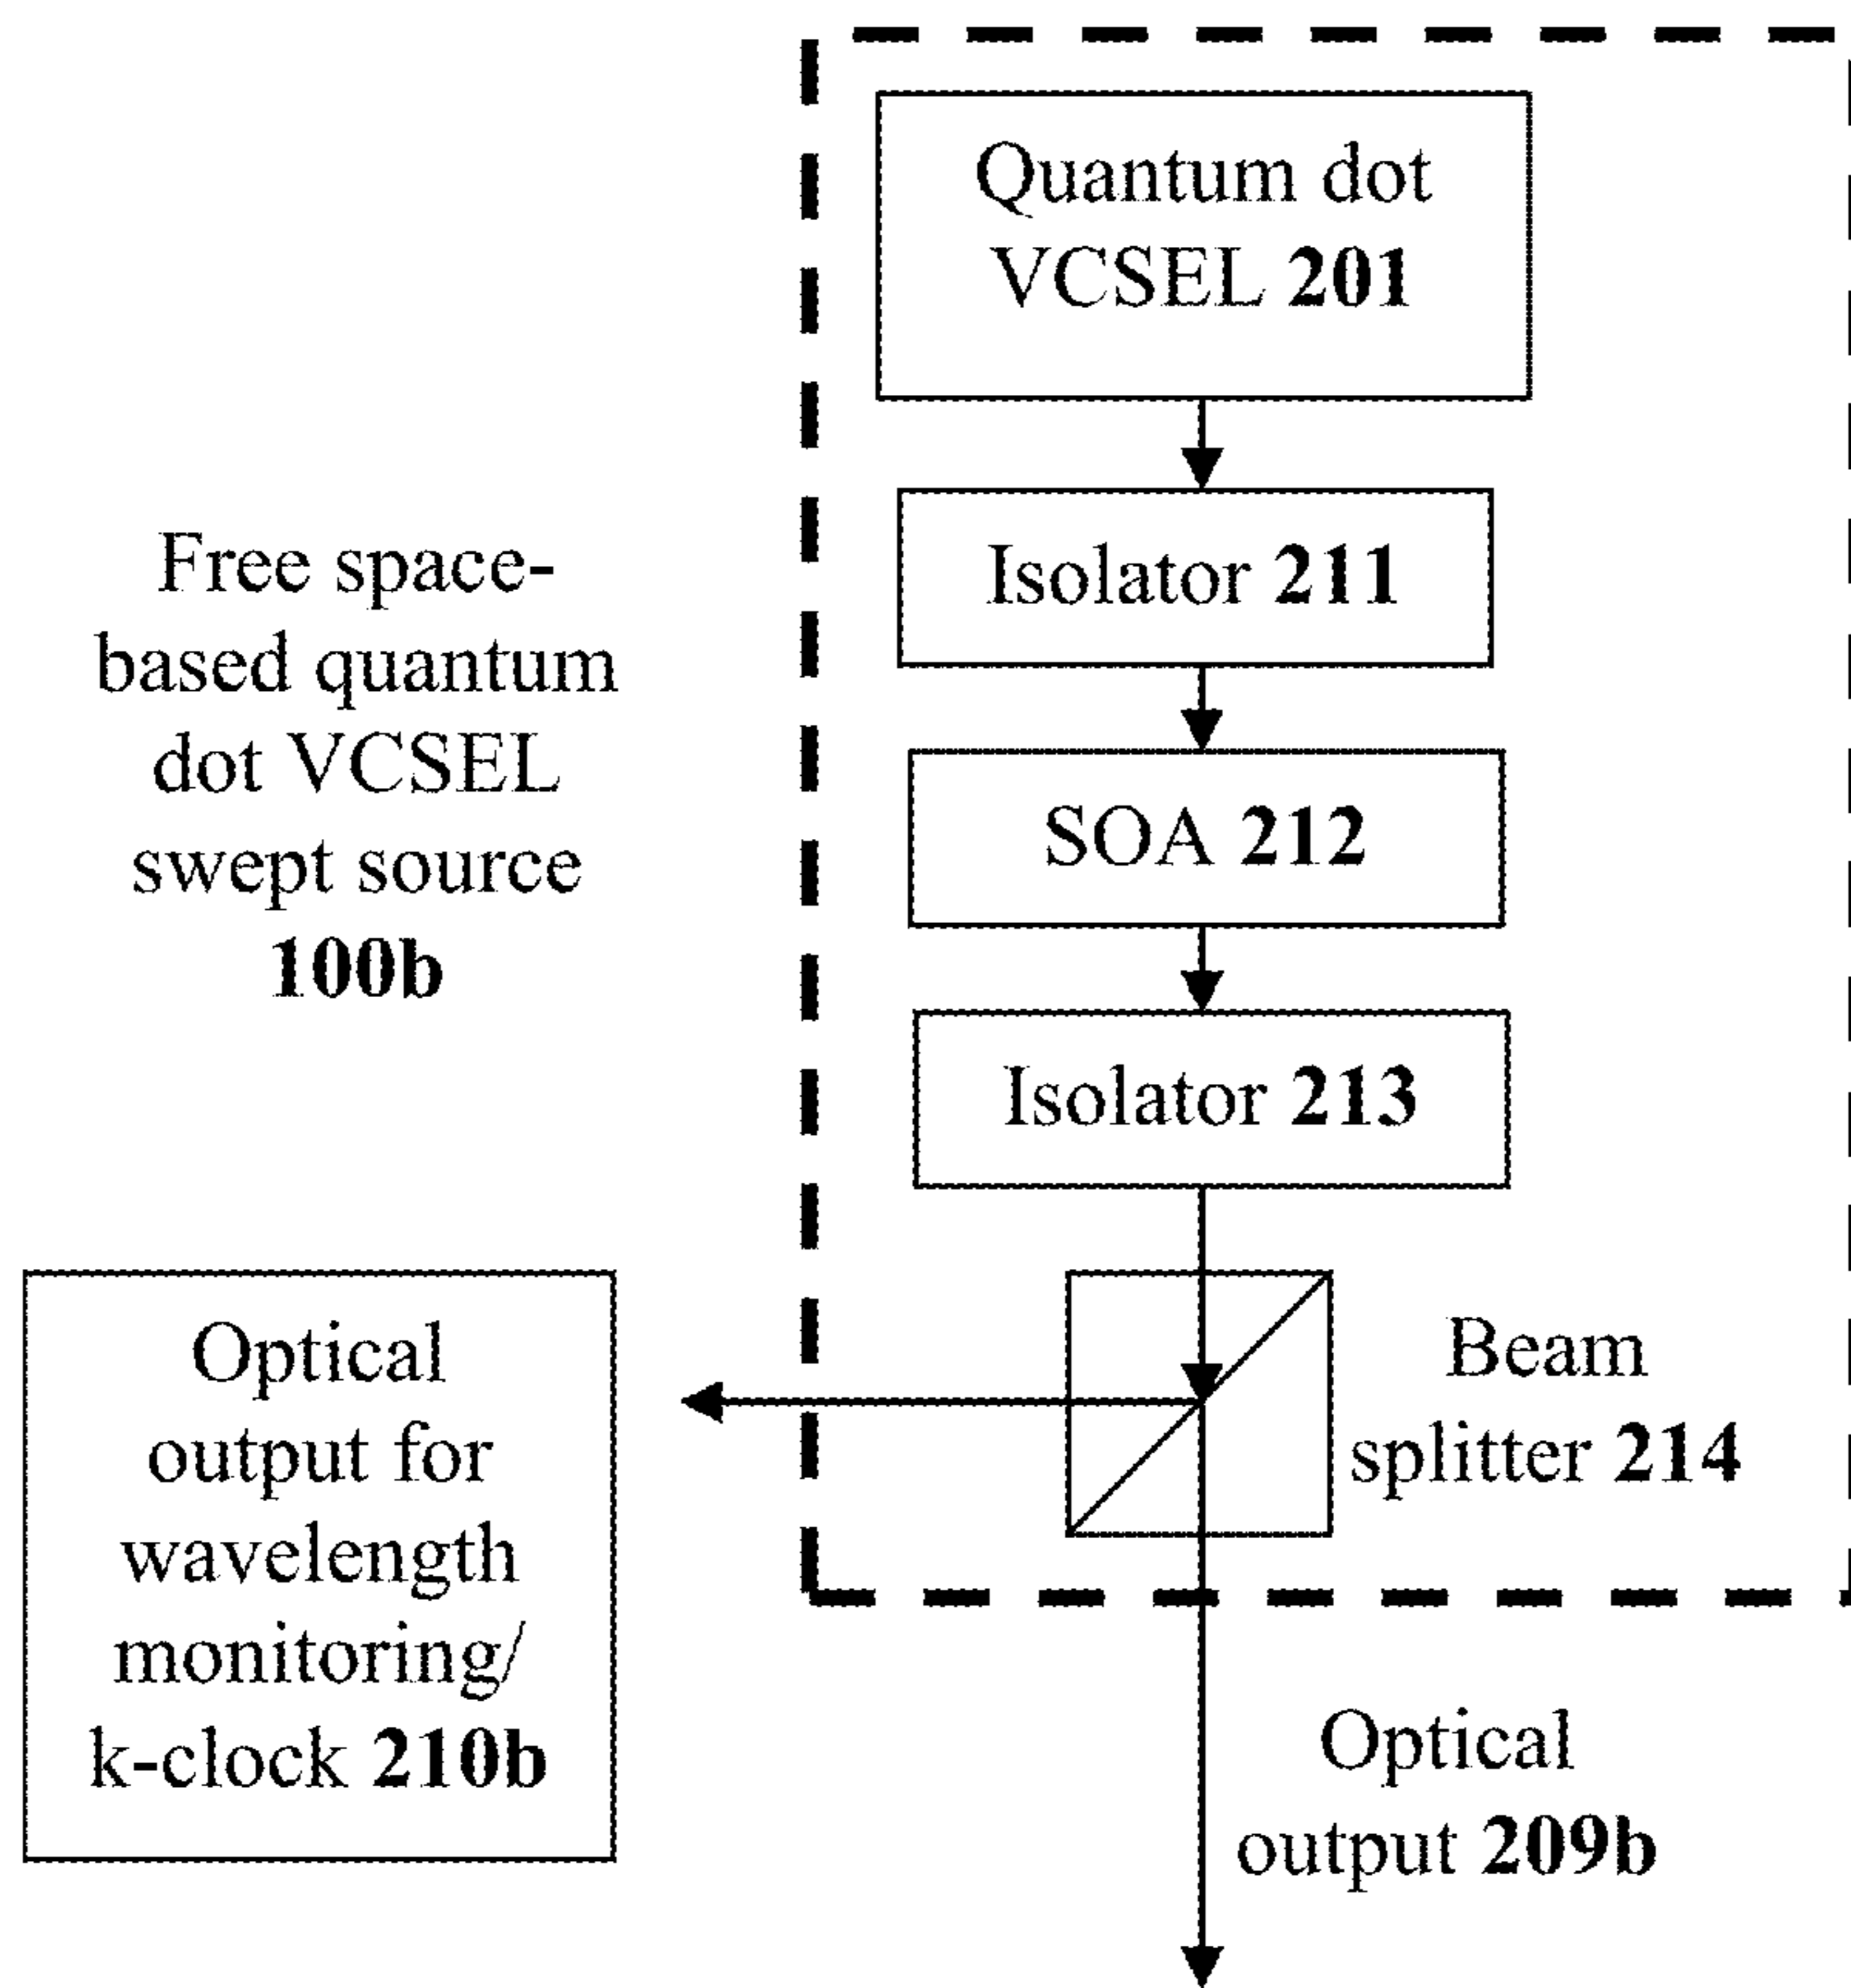 Quantum dot
VCSEL 201
Isolator 211
Free space-
based quantum
dot VCSEL
swept source
100b
SOA 212
Isolator 213
Beam
splitter 214
Optical
output for
wavelength
monitoring/
k-clock 210b
Optical
output 209b